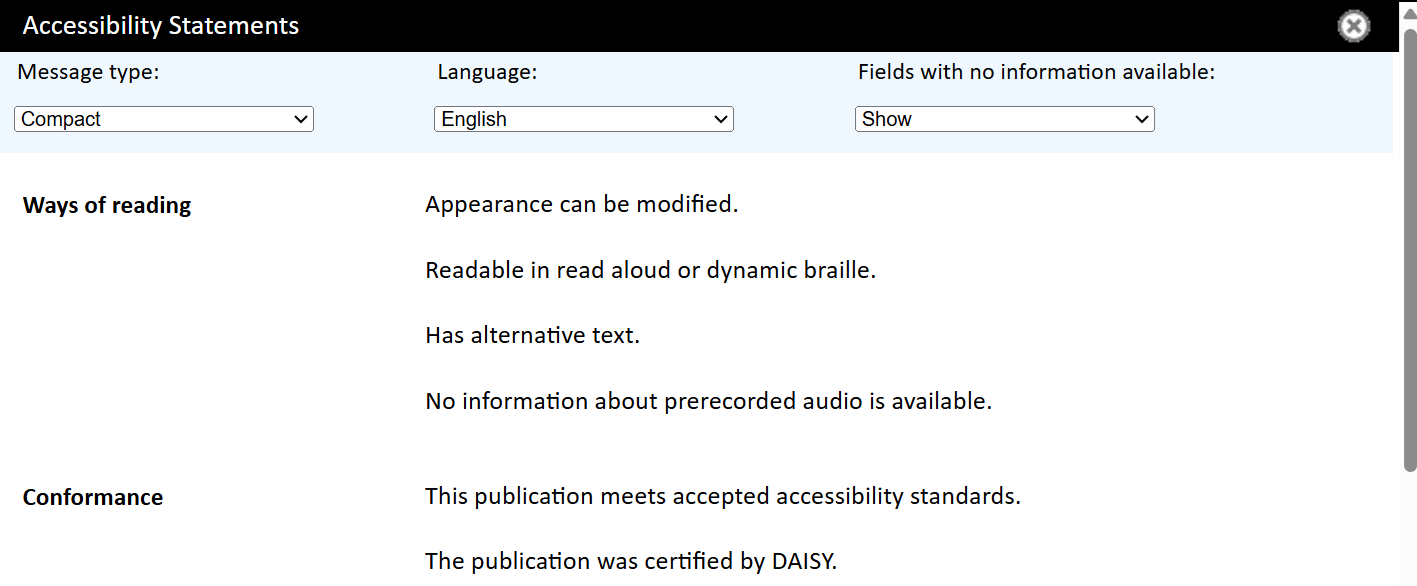 Accessibility Statements
Message type:
Language:
Fields with no information available:
Compact
English
Show
Ways of reading
Appearance can be modified.
Readable in read aloud or dynamic braille.
Has alternative text.
No information about prerecorded audio is available.
Conformance
This publication meets accepted accessibility standards.
The publication was certified by DAISY.